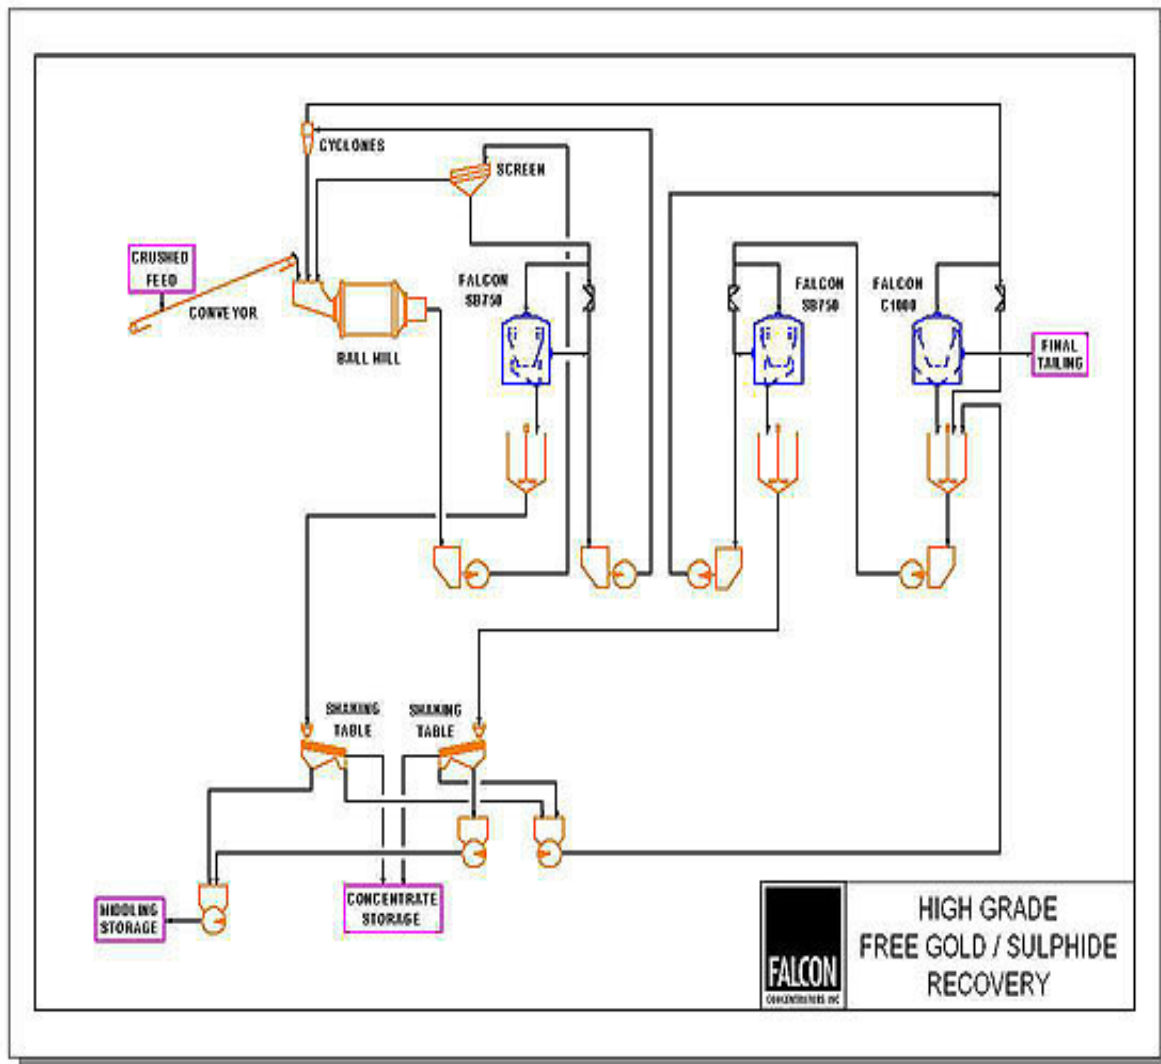 CYCLONES
SCREEN
CRUSHED
FEED
CONVEYOR
BALL MILL
FALCON
SB750
FALCON
SB750
FALCON
C1000
FINAL
TAILING
SHAKING
TABLE
SHAKING
TABLE
MIDDLING
STORAGE
CONCENTRATE
STORAGE
FALCON
CONCENTRATORS INC
HIGH GRADE
FREE GOLD / SULPHIDE
RECOVERY